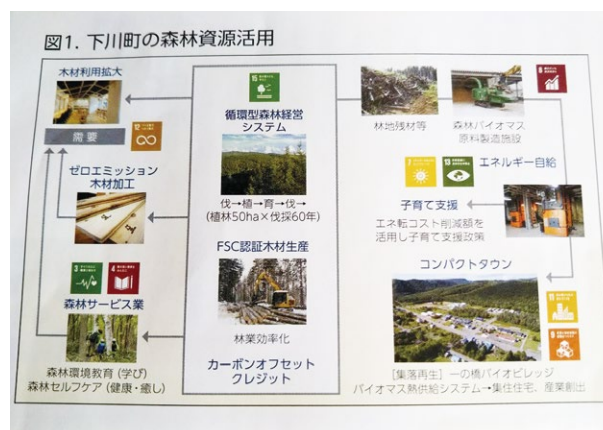 図1. 下川町の森林資源活用
木材利用拡大
需要
ゼロエミッション
木材加工
森林サービス業
森林環境教育(学び)
森林セルフケア(健康・癒し)
循環型森林経営
システム
伐→植→育→伐→
(植林50ha×伐採60年)
FSC認証木材生産
林業効率化
カーボンオフセット
クレジット
林地残材等
森林バイオマス
原料製造施設
エネルギー自給
子育て支援
エネ転コスト削減額を
活用し子育て支援政策
コンパクトタウン
[集落再生] 一の橋バイオビレッジ
バイオマス熱供給システム→集住住宅、産業創出
15
12
3
4
8
7
13
11
9